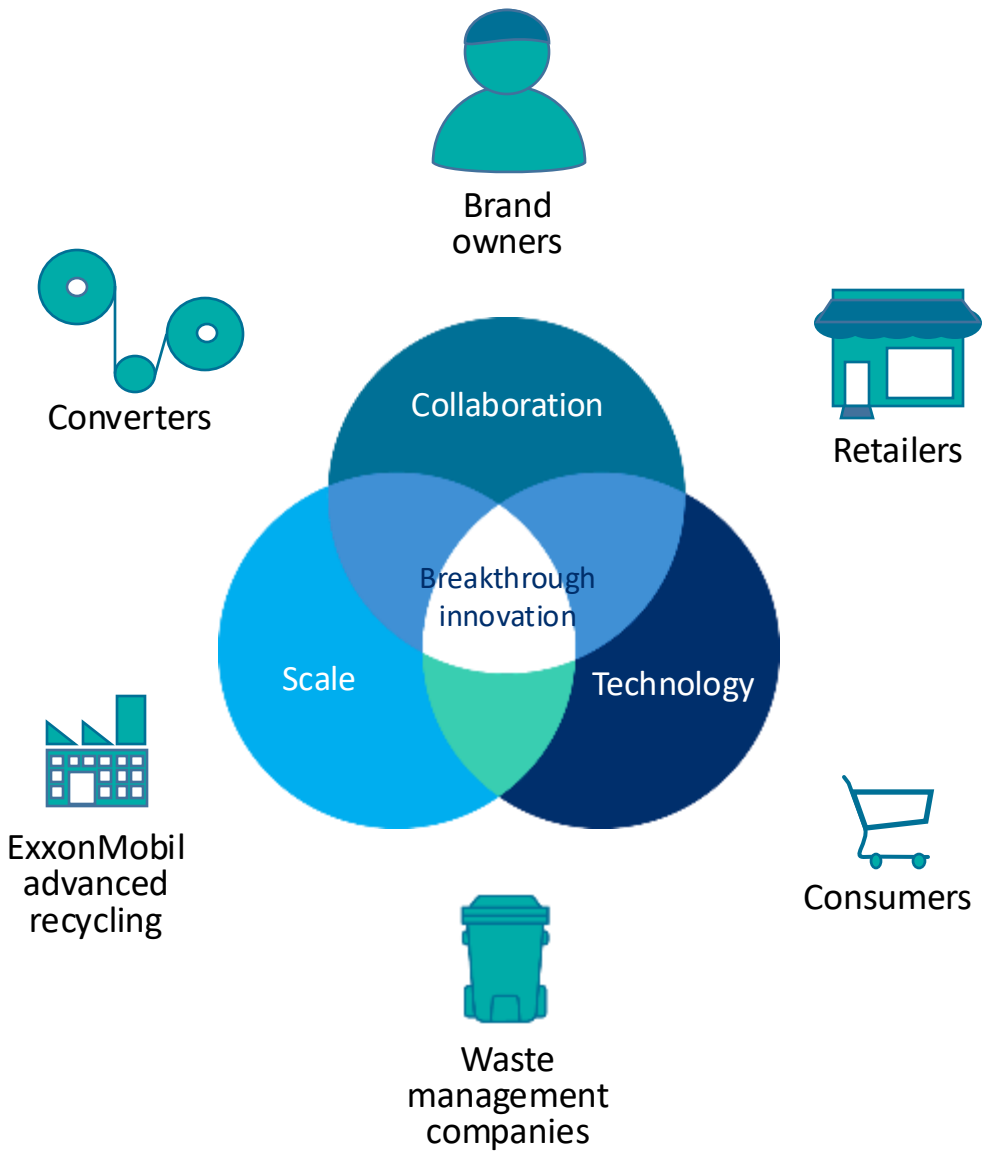 Brand
owners
Converters
Retailers
Collaboration
Breakthrough
innovation
Scale
Technology
ExxonMobil
advanced
recycling
Consumers
Waste
management
companies